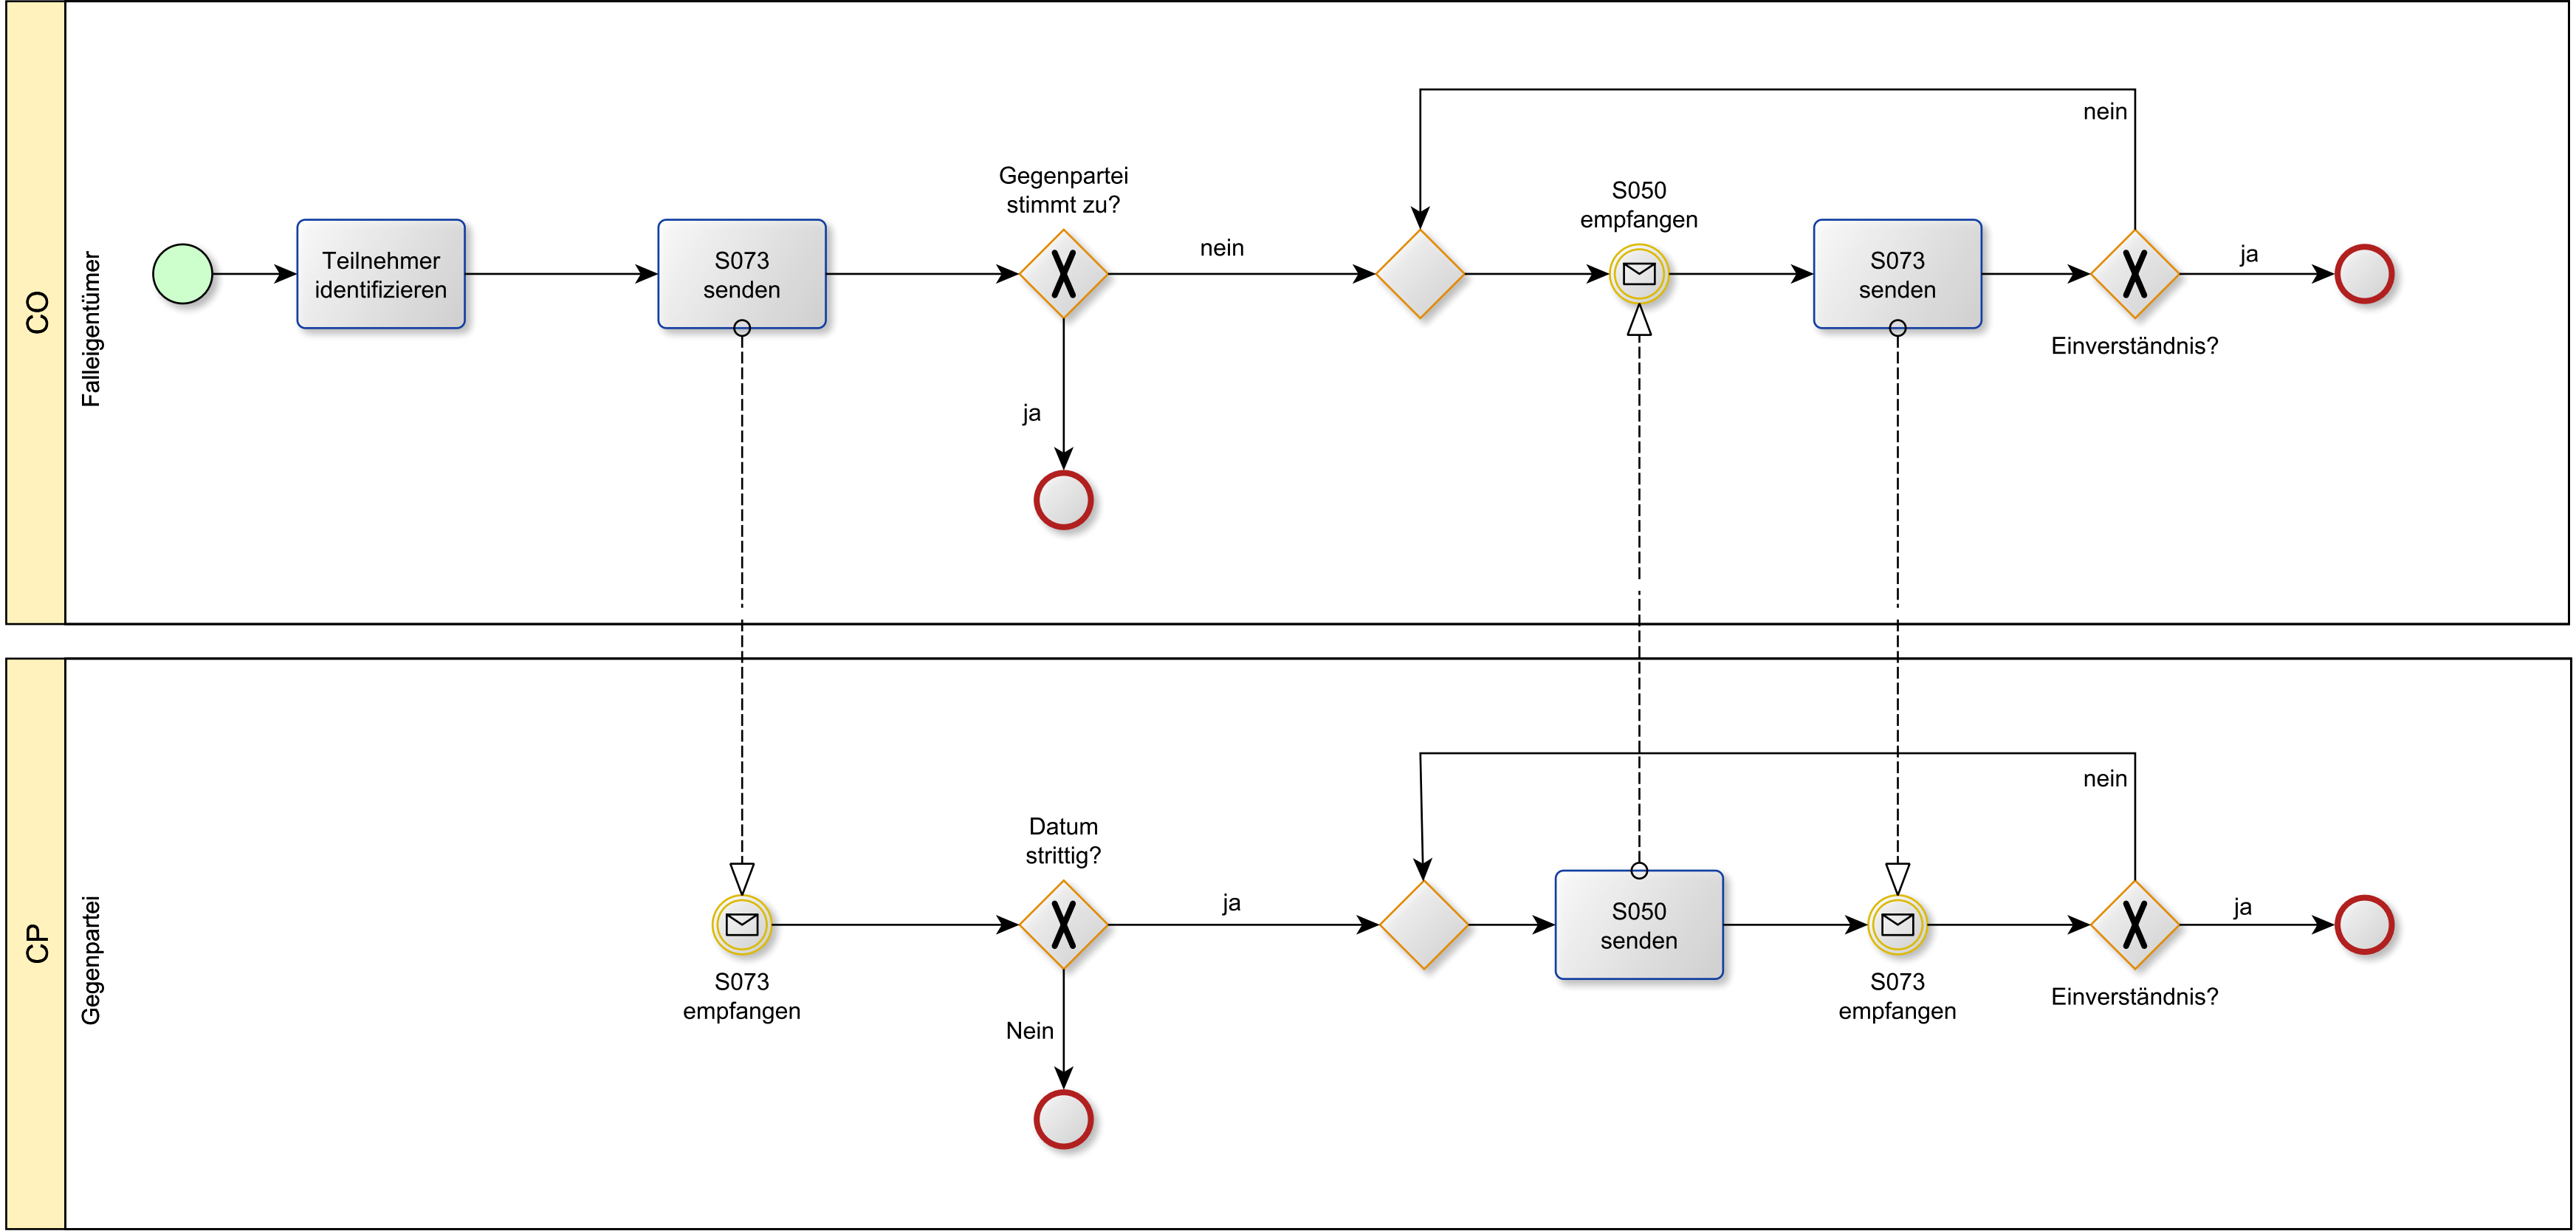 CO
Falleigentümer
Teilnehmer
identifizieren
S073
senden
Gegenpartei
stimmt zu?
nein
ja
S050
empfangen
S073
senden
nein
Einverständnis?
ja
CP
Gegenpartei
S073
empfangen
Datum
strittig?
ja
Nein
S050
senden
S073
empfangen
nein
Einverständnis?
ja